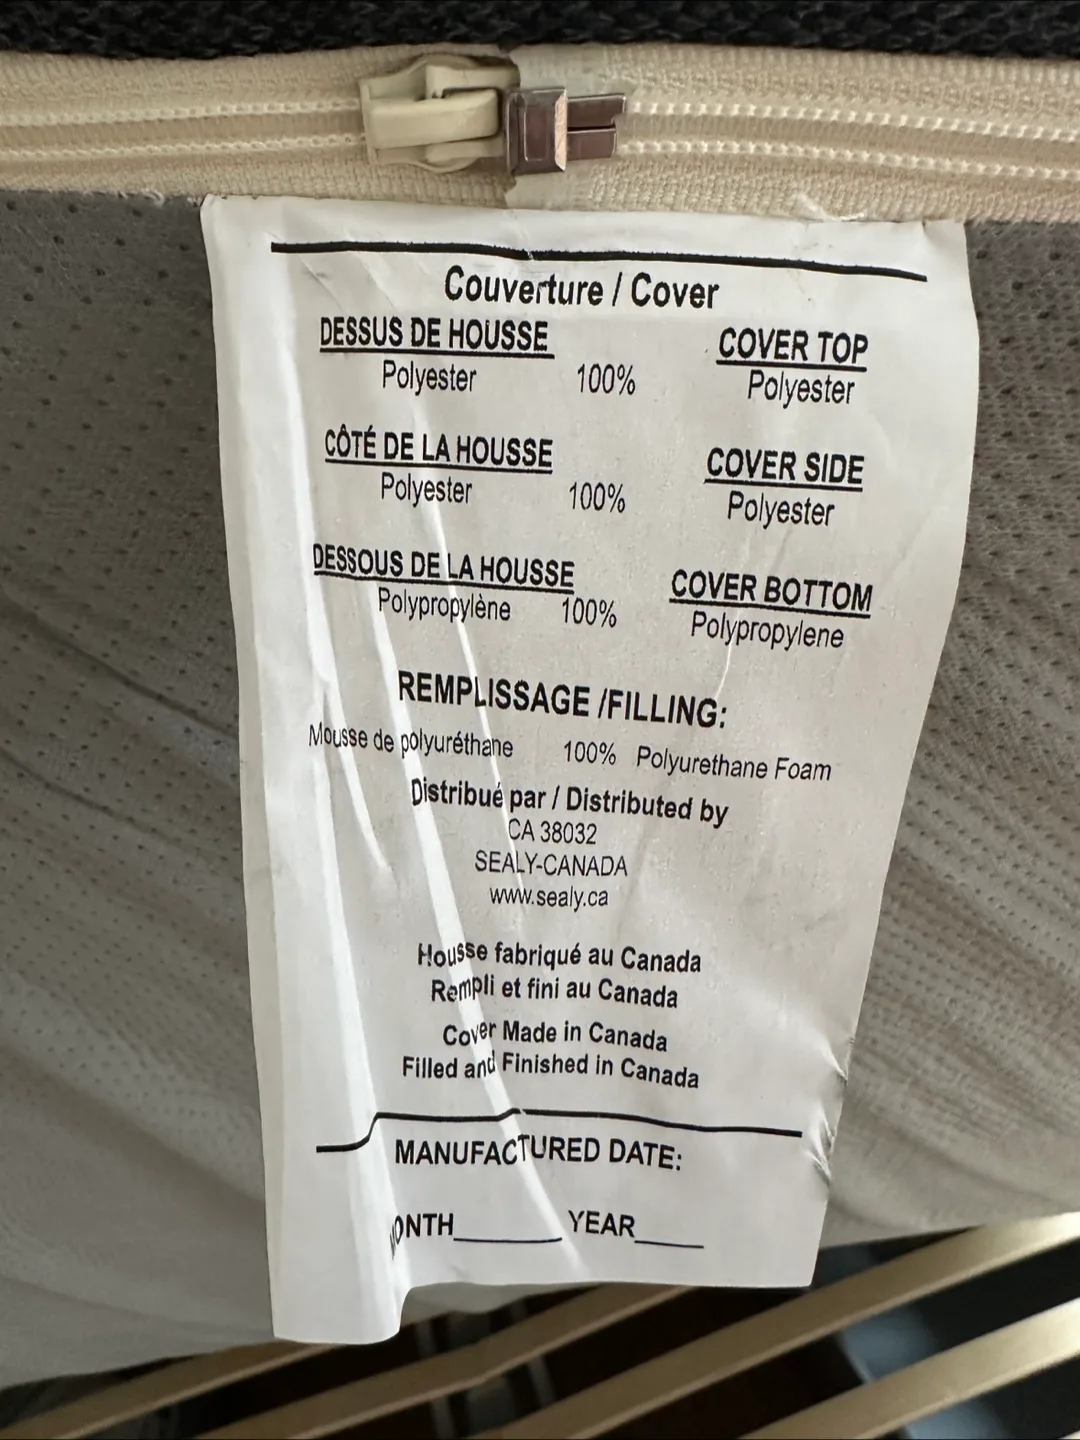 Couverture / Cover
DESSUS DE HOUSSE COVER TOP
Polyester 100% Polyester
CÔTÉ DE LA HOUSSE COVER SIDE
Polyester 100% Polyester
DESSOUS DE LA HOUSSE COVER BOTTOM
Polypropylène 100% Polypropylene
REMPLISSAGE /FILLING:
Mousse de polyuréthane 100% Polyurethane Foam
Distribué par / Distributed by
CA 38032
SEALY-CANADA
www.sealy.ca
Housse fabriqué au Canada
Rempli et fini au Canada
Cover Made in Canada
Filled and Finished in Canada
MANUFACTURED DATE:
MONTH________ YEAR_____